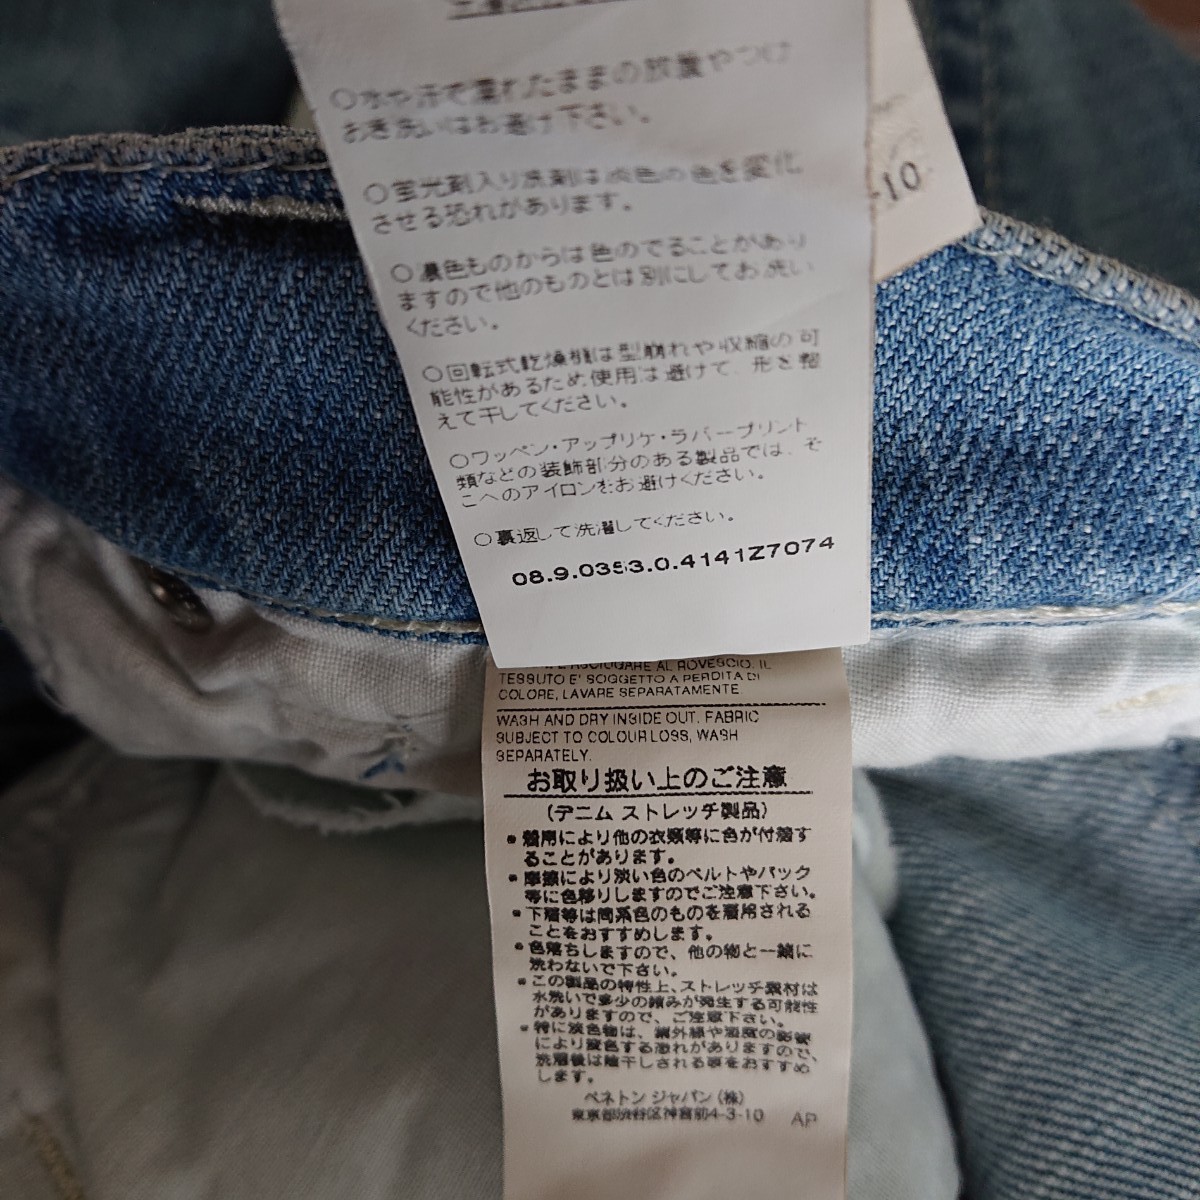 ○水や汗で濡れたままの放置やつけ
おき洗いはお避け下さい。
○蛍光剤入り洗剤は淡色の色を変化
させる恐れがあります。
○濃色ものからは色のでることがあり
ますので他のものとは別にしてお洗い
ください。
○回転式乾燥機は型崩れや収縮の可
能性があるため使用は避けて、形を整
えて干してください。
○ワッペン・アップリケ・ラバープリント
類などの装飾部分のある製品では、そ
こへのアイロンをお避けください。
○裏返して洗濯してください。
08.9.0353.0.4141Z7074
-10
ASCIUGARE AL ROVESCIO. IL
TESSUTO E' SOGGETTO A PERDITA DI
COLORE, LAVARE SEPARATAMENTE.
WASH AND DRY INSIDE OUT. FABRIC
SUBJECT TO COLOUR LOSS, WASH
SEPARATELY.
お取り扱い上のご注意
(デニム ストレッチ製品)
• 着用により他の衣類等に色が付着す
ることがあります。
• 摩擦により淡い色のベルトやバック
等に色移りしますのでご注意下さい。
• 下着等は同系色のものを着用される
ことをおすすめします。
• 色落ちしますので、他の物と一緒に
洗わないで下さい。
• この製品の特性上、ストレッチ素材は
水洗いで多少の縮みが発生する可能性
がありますので、ご注意下さい。
• 特に淡色物は、紫外線や湿度の影響
により変色する恐れがありますので、
洗濯後は陰干しされる事をおすすめ
します。
ベネトン ジャパン (株)
東京都渋谷区神宮前4-3-10 AP